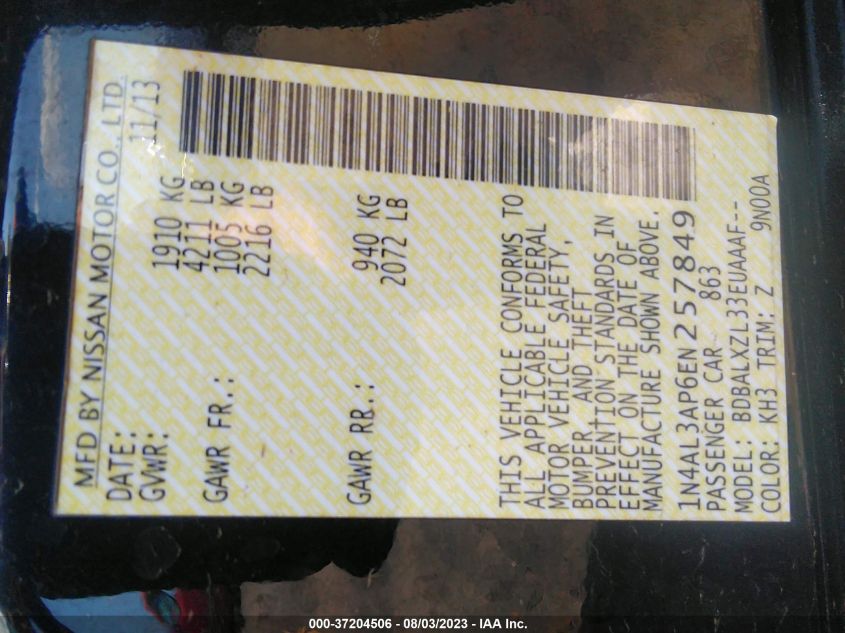 MFD BY NISSAN MOTOR CO., LTD.
DATE: 11/13
GVWR: 1910 KG
4211 LB
GAWR FR.: 1005 KG
2216 LB
GAWR RR.: 940 KG
2072 LB
THIS VEHICLE CONFORMS TO
ALL APPLICABLE FEDERAL
MOTOR VEHICLE SAFETY,
BUMPER AND THEFT
PREVENTION STANDARDS IN
EFFECT ON THE DATE OF
MANUFACTURE SHOWN ABOVE.
1N4AL3AP6EN257849
PASSENGER CAR 863
MODEL: BDBALXZL33EUAAAF--
COLOR: KH3 TRIM: Z 9N00A
000-37204506 - 08/03/2023 - IAA Inc.